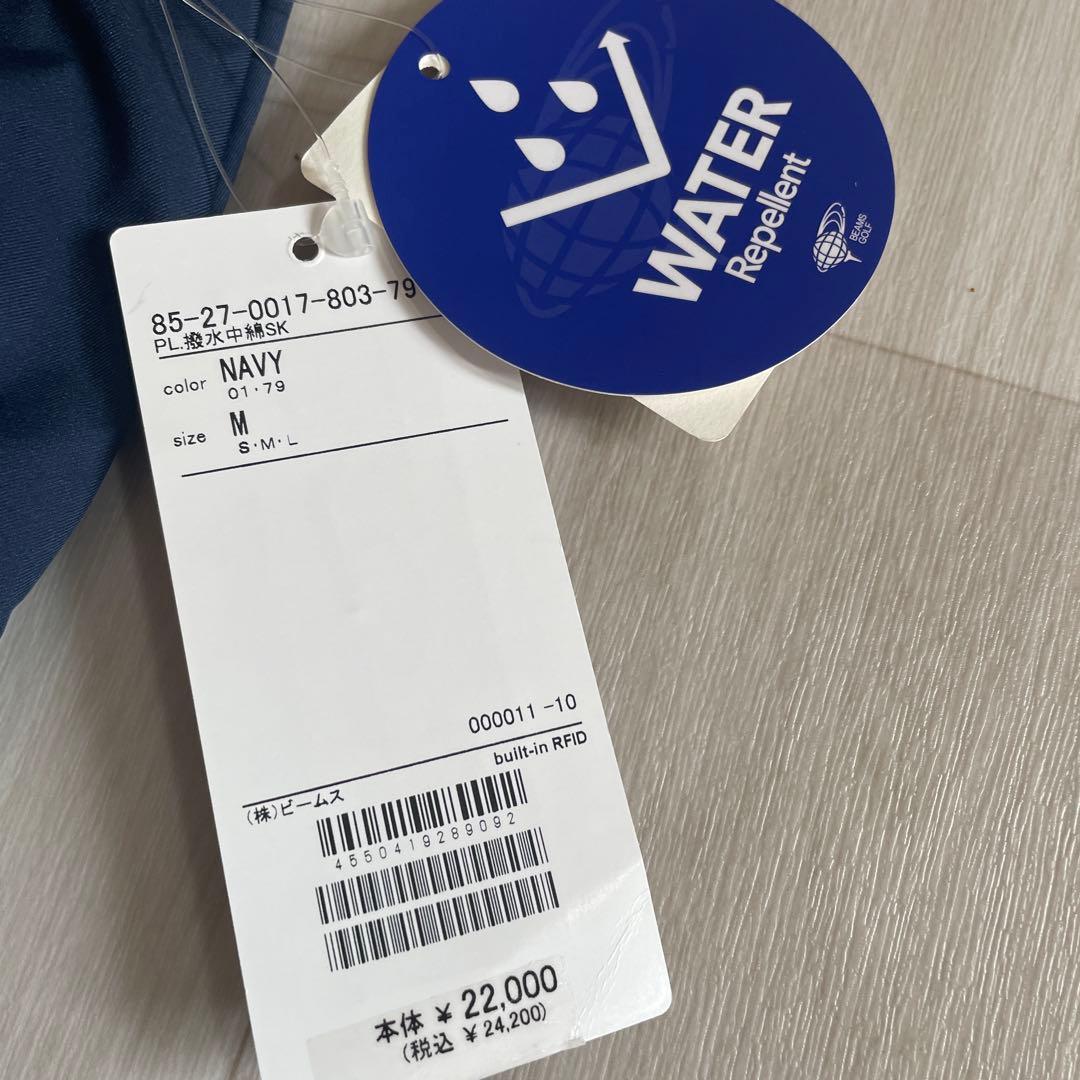 WATER
Repellent
BEAMS
GOLF
85-27-0017-803-79
PL.撥水中綿SK
color NAVY
01・79
size M
S・M・L
000011 -10
built-in RFID
(株)ビームス
4550419289092
本体 ¥ 22,000
(税込 ¥ 24,200)